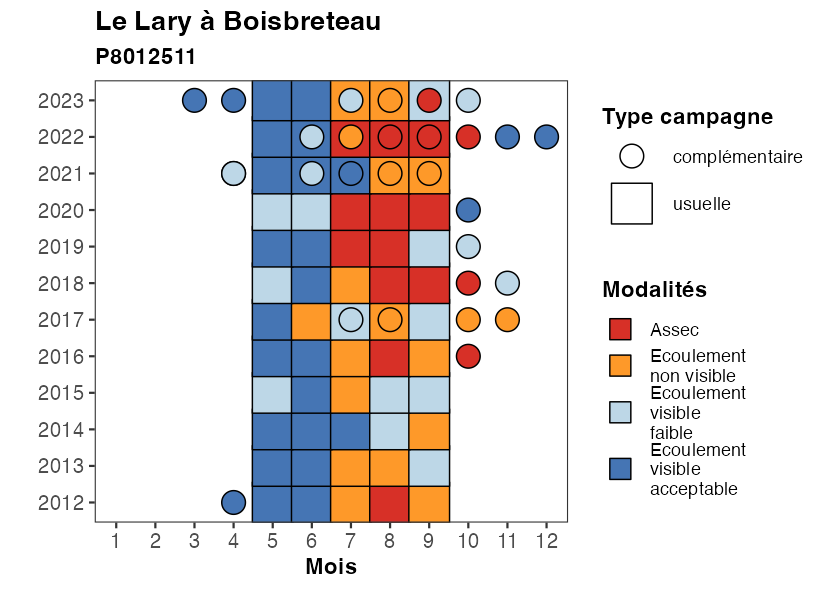 Le Lary à Boisbreteau
P8012511
2023
2022
2021
2020
2019
2018
2017
2016
2015
2014
2013
2012
1 2 3 4 5 6 7 8 9 10 11 12
Mois
Type campagne
complémentaire
usuelle
Modalités
Assec
Ecoulement
non visible
Ecoulement
visible
faible
Ecoulement
visible
acceptable